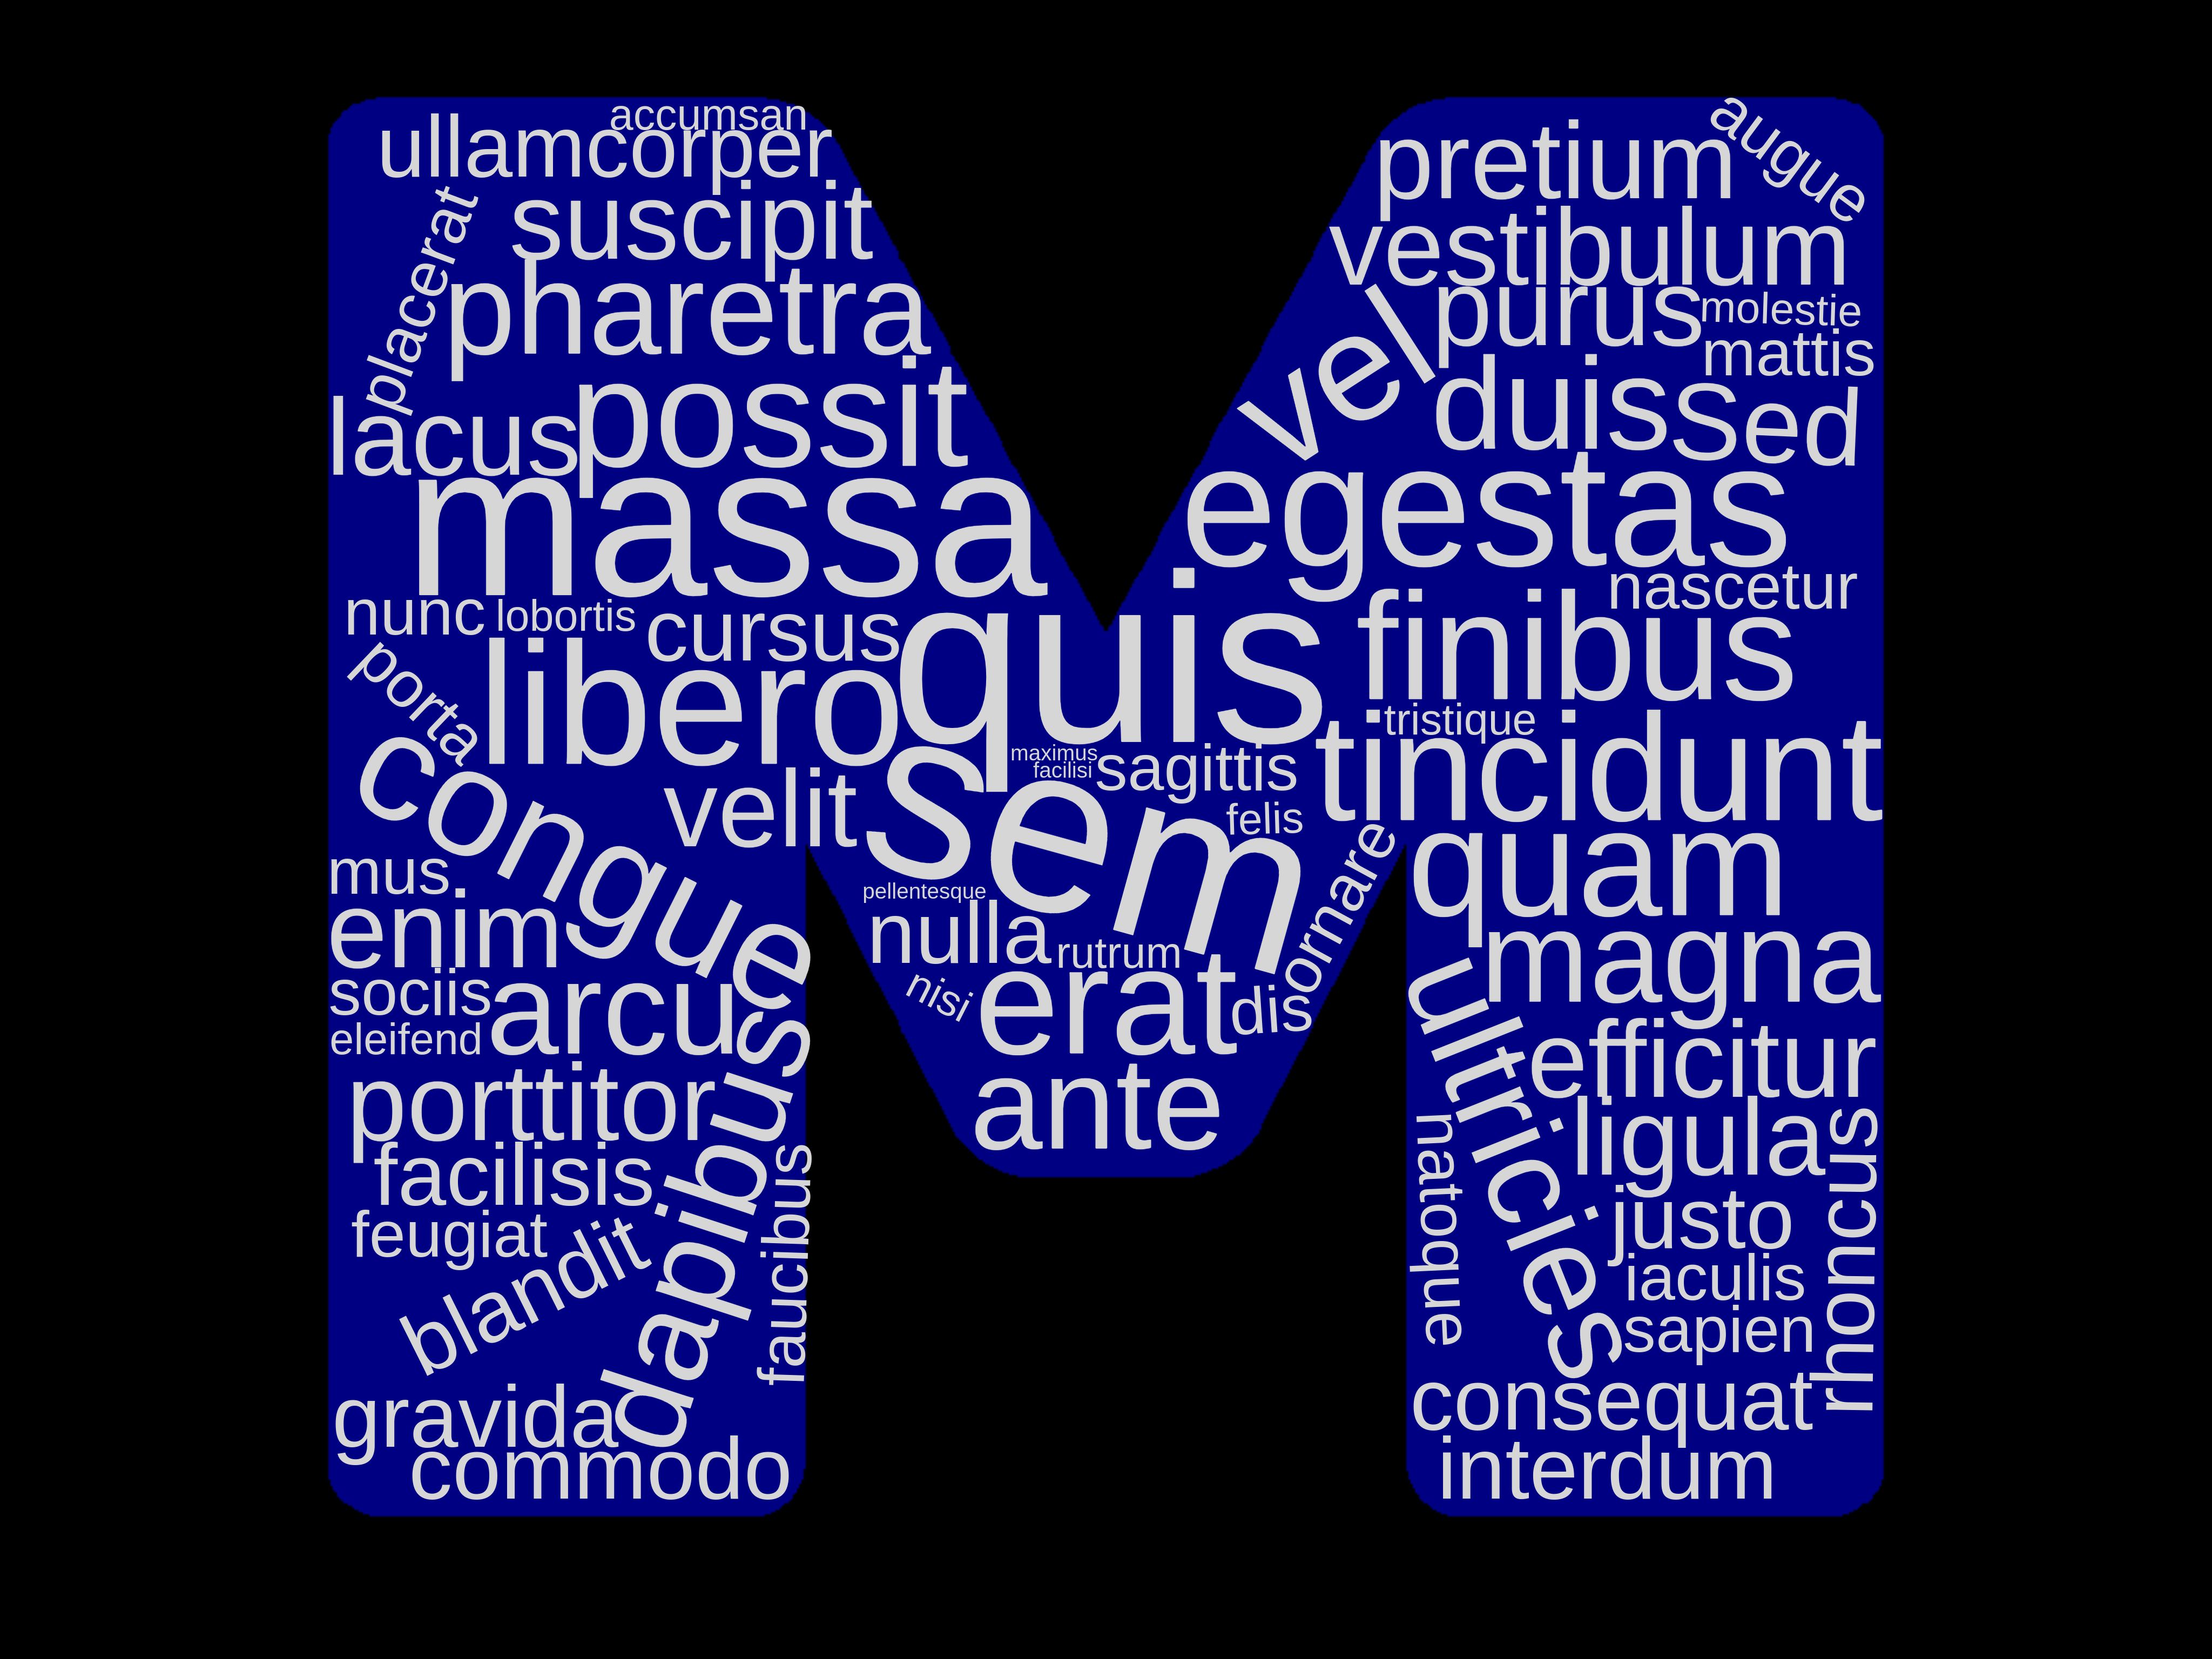 accumsan
ullamcorper
suscipit
placerat
pharetra
possit
lacus
massa
nunc
lobortis
cursus
libero
porta
congue
velit
mus
enim
sociis
arcu
eleifend
porttitor
dapibus
facilisis
faucibus
feugiat
blandit
gravida
commodo
quis
sem
maximus
facilisi
sagittis
felis
ornare
pellentesque
nulla
rutrum
nisi
erat
dis
ante
pretium
augue
vestibulum
vel
purus
molestie
mattis
duis
sed
egestas
nascetur
finibus
tristique
tincidunt
quam
magna
ultricies
efficitur
ligula
natoque
rhoncus
justo
iaculis
sapien
consequat
interdum